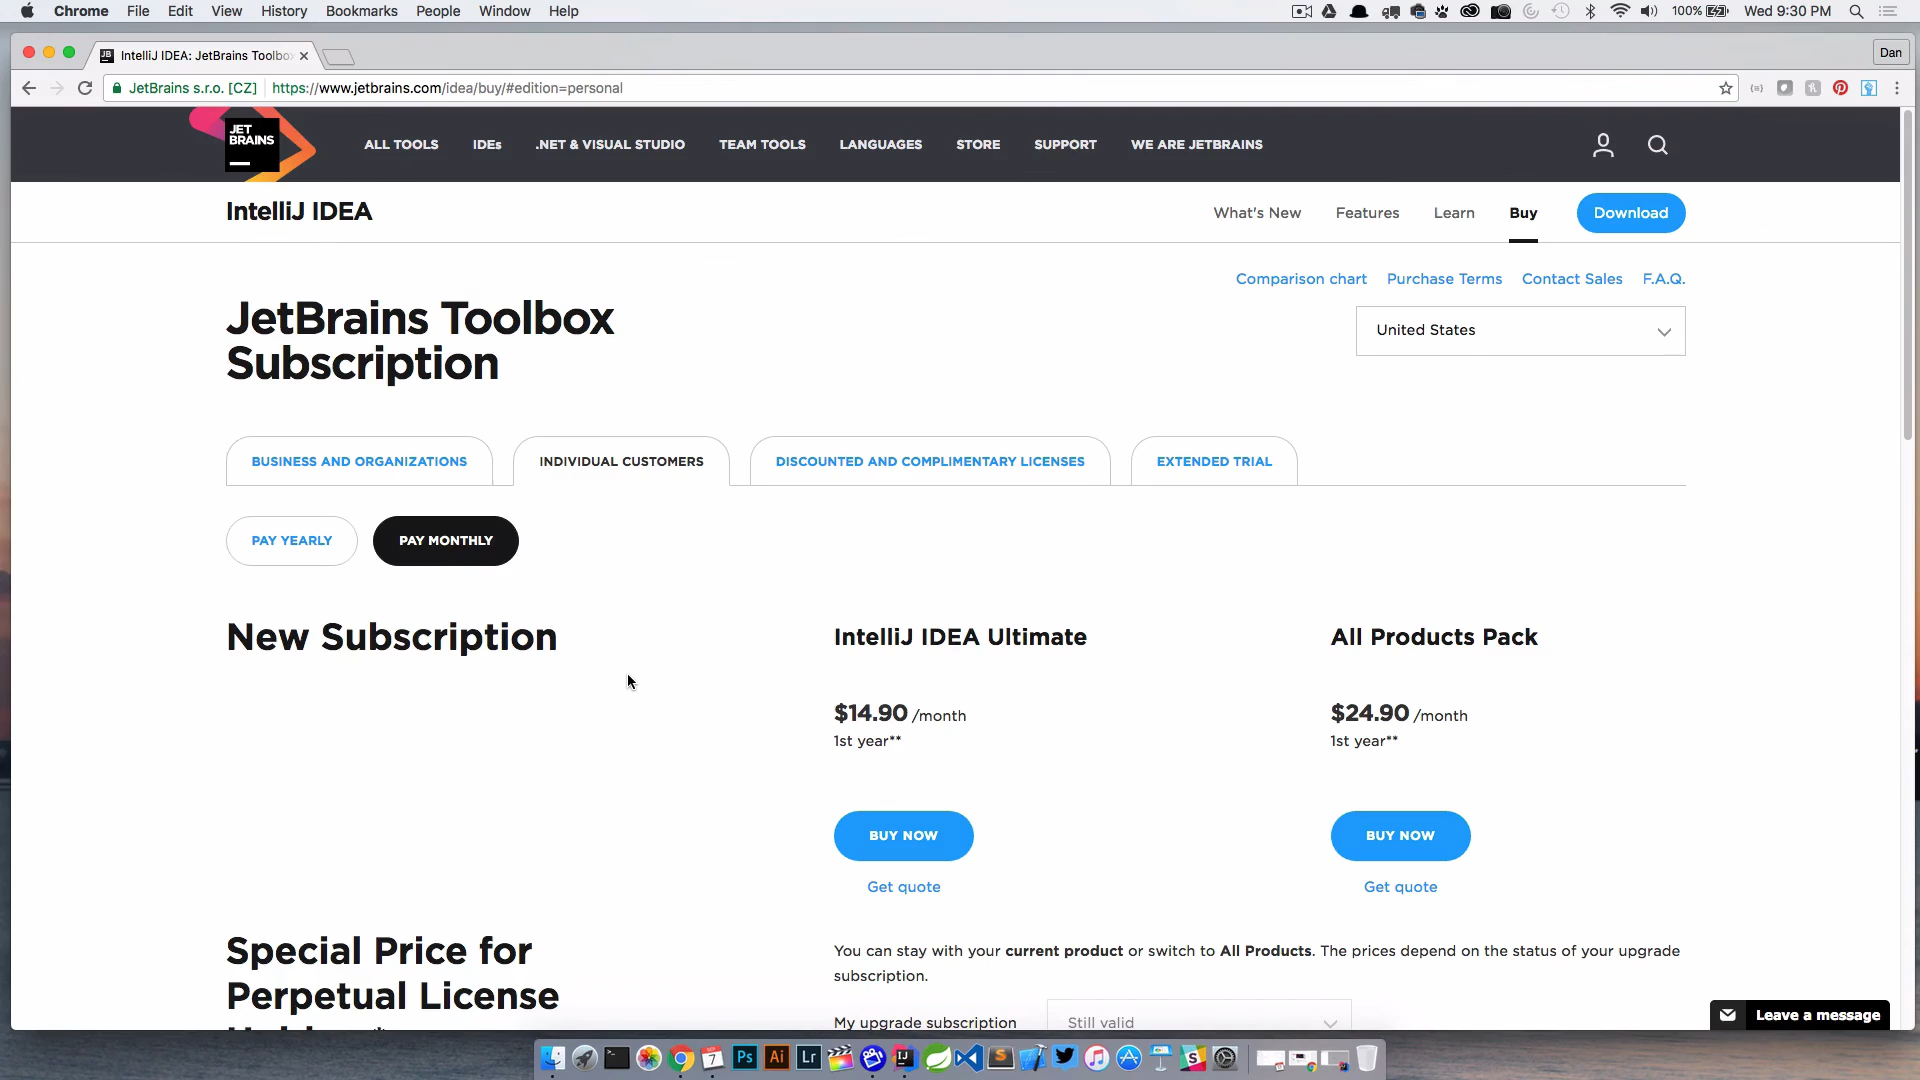 Chrome File Edit View History Bookmarks People Window Help
100% Wed 9:30 PM
IntelliJ IDEA: JetBrains Toolbox
Dan
JetBrains s.r.o. [CZ] https://www.jetbrains.com/idea/buy/#edition=personal
JET
BRAINS
ALL TOOLS IDEs .NET & VISUAL STUDIO TEAM TOOLS LANGUAGES STORE SUPPORT WE ARE JETBRAINS
IntelliJ IDEA
What's New Features Learn Buy Download
Comparison chart Purchase Terms Contact Sales F.A.Q.
JetBrains Toolbox
Subscription
United States
BUSINESS AND ORGANIZATIONS INDIVIDUAL CUSTOMERS DISCOUNTED AND COMPLIMENTARY LICENSES EXTENDED TRIAL
PAY YEARLY PAY MONTHLY
New Subscription
IntelliJ IDEA Ultimate
All Products Pack
$14.90 /month
1st year**
$24.90 /month
1st year**
BUY NOW
BUY NOW
Get quote
Get quote
Special Price for
Perpetual License
You can stay with your current product or switch to All Products. The prices depend on the status of your upgrade
subscription.
My upgrade subscription Still valid
Leave a message
7 Ps Ai Lr IJ S